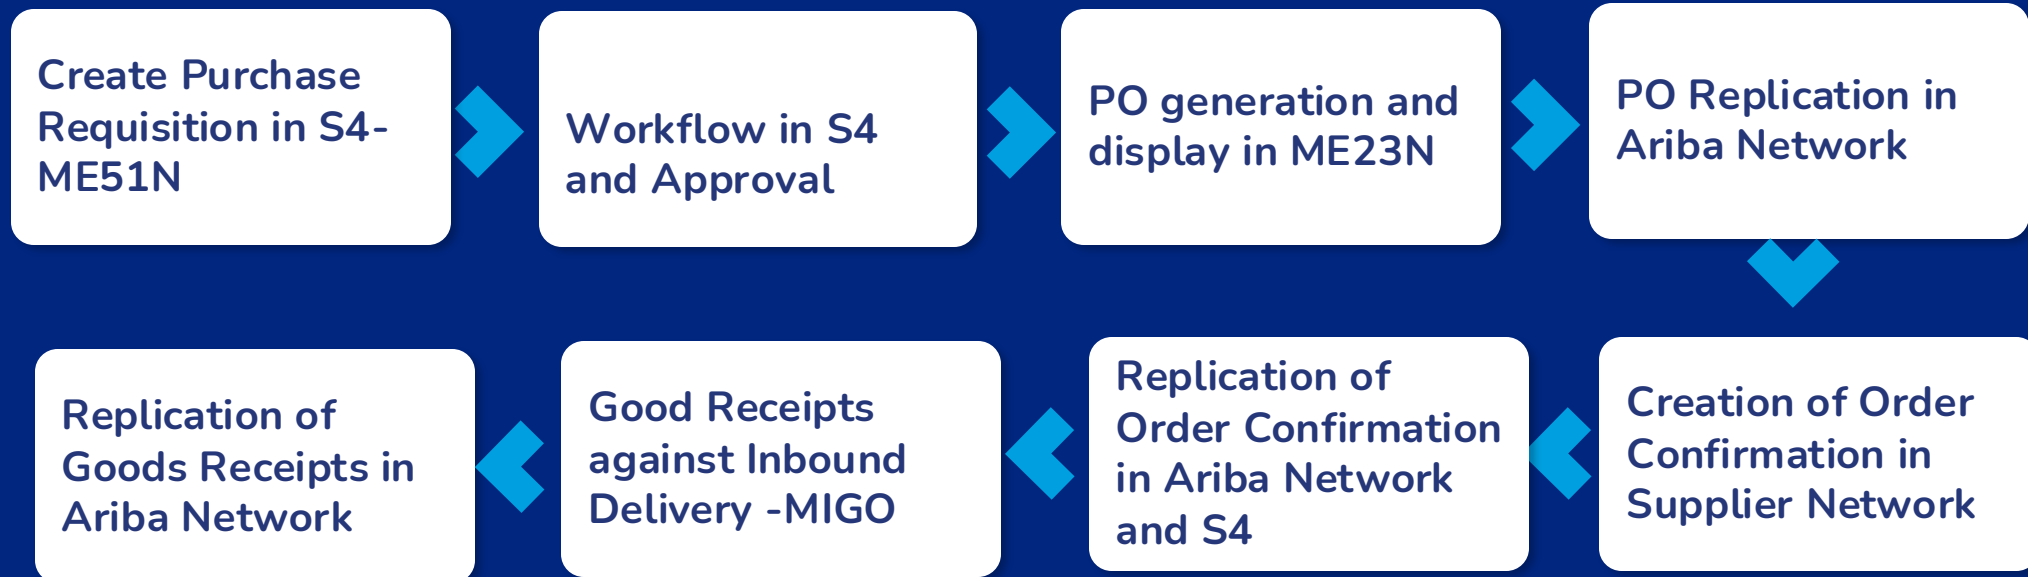 Create Purchase
Requisition in S4-
ME51N
Workflow in S4
and Approval
PO generation and
display in ME23N
PO Replication in
Ariba Network
Creation of Order
Confirmation in
Supplier Network
Replication of
Order Confirmation
in Ariba Network
and S4
Good Receipts
against Inbound
Delivery -MIGO
Replication of
Goods Receipts in
Ariba Network